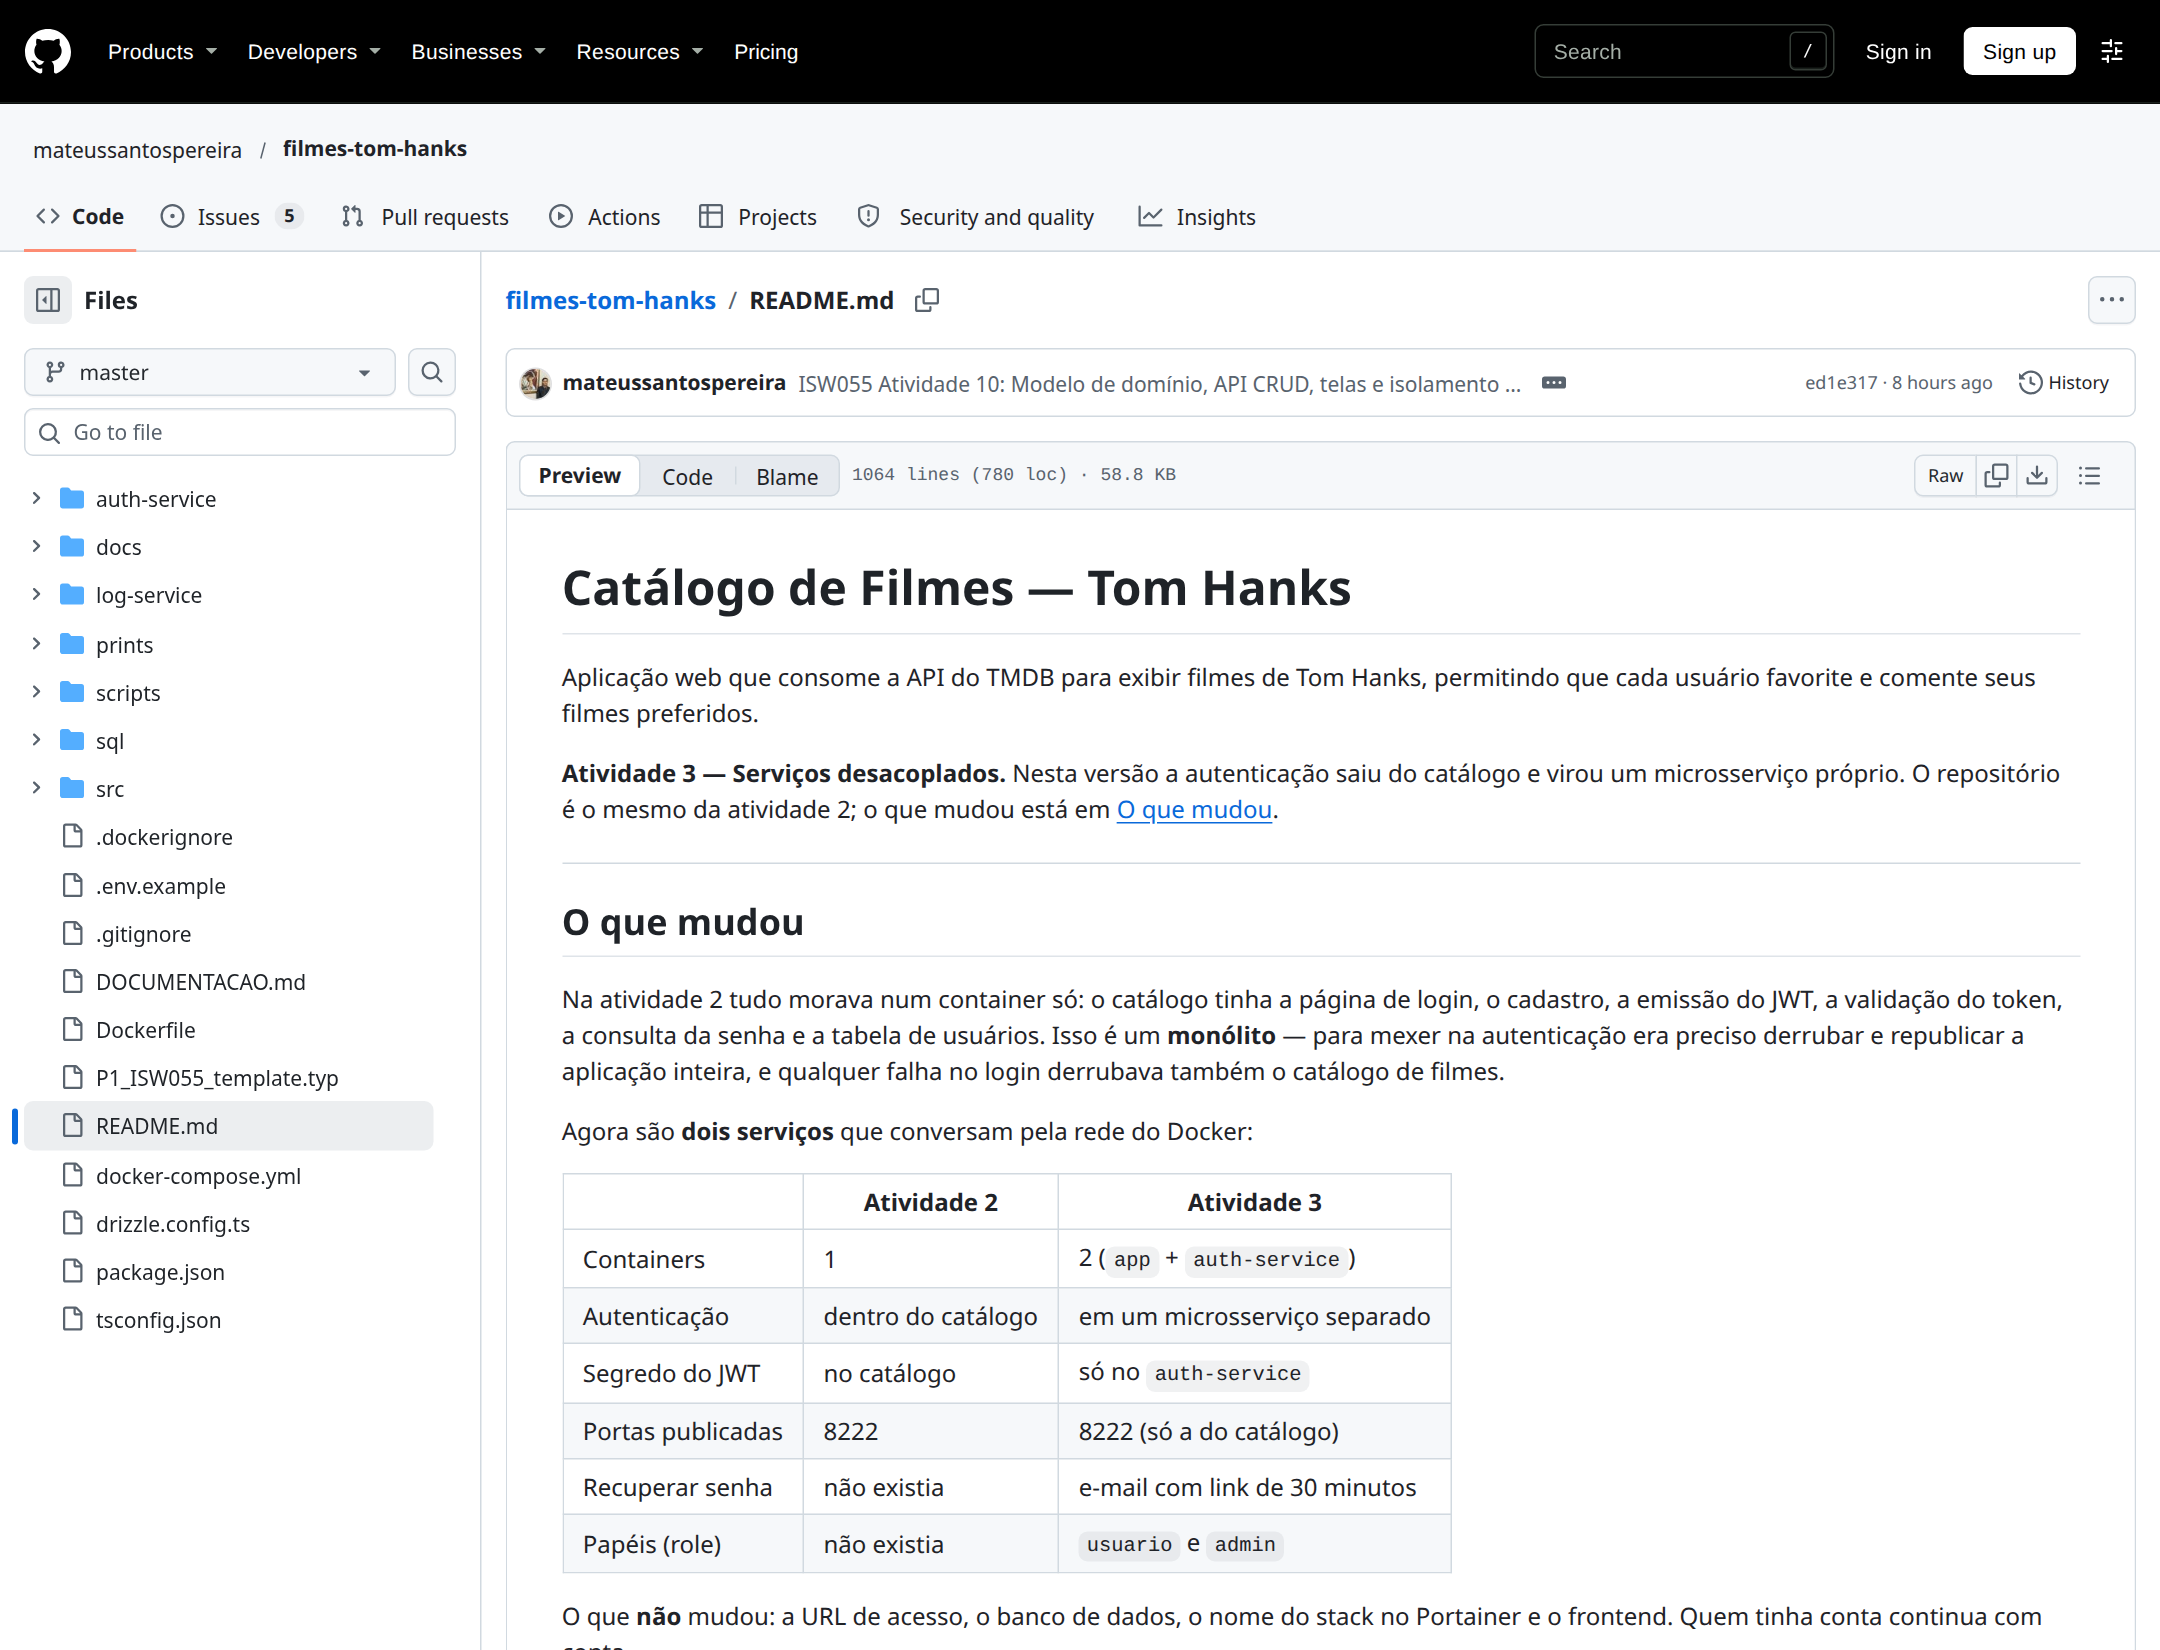 Products Developers Businesses Resources Pricing Search / Sign in Sign up
mateussantospereira / filmes-tom-hanks
Code Issues 5 Pull requests Actions Projects Security and quality Insights
Files
master
Go to file
auth-service
docs
log-service
prints
scripts
sql
src
.dockerignore
.env.example
.gitignore
DOCUMENTACAO.md
Dockerfile
P1_ISW055_template.typ
README.md
docker-compose.yml
drizzle.config.ts
package.json
tsconfig.json
filmes-tom-hanks / README.md
mateussantospereira ISW055 Atividade 10: Modelo de domínio, API CRUD, telas e isolamento ... ed1e317 · 8 hours ago History
Preview Code Blame 1064 lines (780 loc) · 58.8 KB Raw
Catálogo de Filmes — Tom Hanks
Aplicação web que consome a API do TMDB para exibir filmes de Tom Hanks, permitindo que cada usuário favorite e comente seus
filmes preferidos.
Atividade 3 — Serviços desacoplados. Nesta versão a autenticação saiu do catálogo e virou um microsserviço próprio. O repositório
é o mesmo da atividade 2; o que mudou está em O que mudou.
O que mudou
Na atividade 2 tudo morava num container só: o catálogo tinha a página de login, o cadastro, a emissão do JWT, a validação do token,
a consulta da senha e a tabela de usuários. Isso é um monólito — para mexer na autenticação era preciso derrubar e republicar a
aplicação inteira, e qualquer falha no login derrubava também o catálogo de filmes.
Agora são dois serviços que conversam pela rede do Docker:
Atividade 2 Atividade 3
Containers 1 2 (app + auth-service)
Autenticação dentro do catálogo em um microsserviço separado
Segredo do JWT no catálogo só no auth-service
Portas publicadas 8222 8222 (só a do catálogo)
Recuperar senha não existia e-mail com link de 30 minutos
Papéis (role) não existia usuario e admin
O que não mudou: a URL de acesso, o banco de dados, o nome do stack no Portainer e o frontend. Quem tinha conta continua com